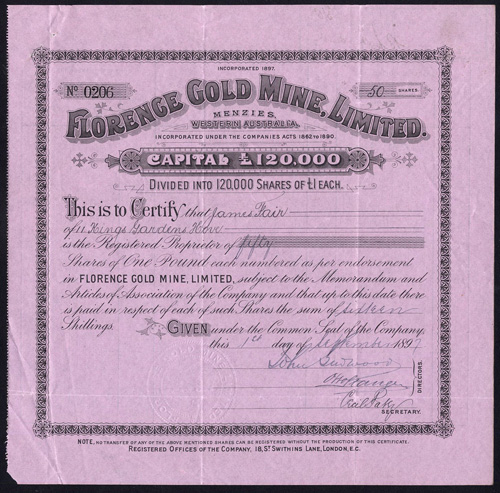 INCORPORATED 1897.
No 0206
50 SHARES.
FLORENCE GOLD MINE, LIMITED.
MENZIES,
WESTERN AUSTRALIA.
INCORPORATED UNDER THE COMPANIES ACTS 1862 TO 1890.
CAPITAL £120,000
DIVIDED INTO 120,000 SHARES OF £1 EACH.
This is to Certify that James Fair
of 11 Kings Gardens Hove
is the Registered Proprietor of fifty
Shares of ONE POUND each numbered as per endorsement
in FLORENCE GOLD MINE, LIMITED, subject to the Memorandum and
Articles of Association of the Company and that up to this date there
is paid in respect of each of such Shares the sum of sixteen
Shillings.
GIVEN under the Common Seal of the Company,
this 1st day of September 1897
John
DIRECTORS.
SECRETARY.
NOTE. NO TRANSFER OF ANY OF THE ABOVE MENTIONED SHARES CAN BE REGISTERED WITHOUT THE PRODUCTION OF THIS CERTIFICATE.
REGISTERED OFFICES OF THE COMPANY, 18, ST SWITHINS LANE, LONDON, E.C.